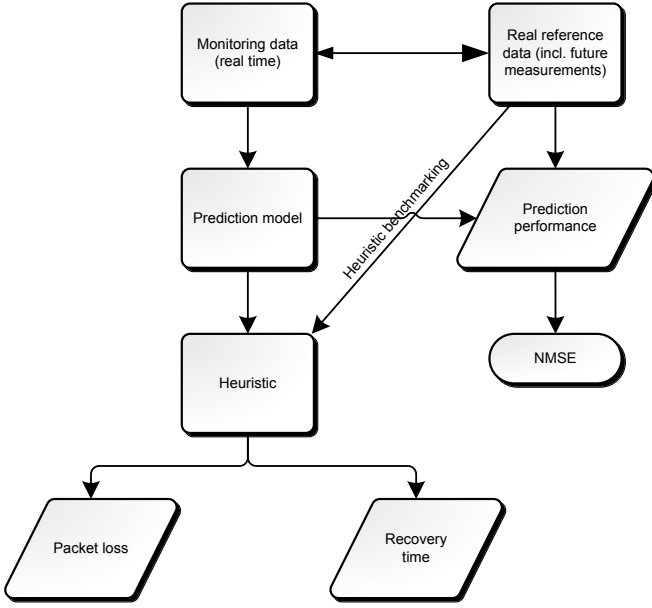 Monitoring data
(real time)
Real reference
data (incl. future
measurements)
Heuristic benchmarking
Prediction model
Prediction
performance
Heuristic
NMSE
Packet loss
Recovery
time